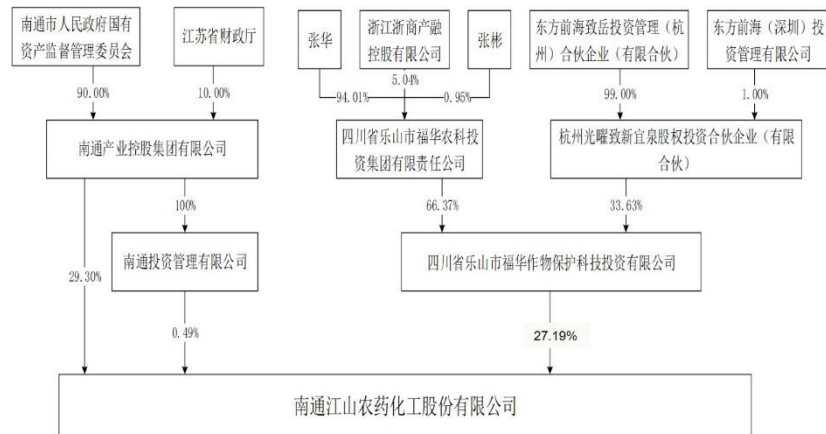 南通市人民政府国有
资产监督管理委员会
江苏省财政厅
张华
浙江浙商产融
控股有限公司
张彬
东方前海致岳投资管理（杭
州）合伙企业（有限合伙）
东方前海（深圳）投
资管理有限公司
90.00%
10.00%
5.04%
94.01%
0.95%
99.00%
1.00%
南通产业控股集团有限公司
四川省乐山市福华农科投
资集团有限责任公司
杭州光曜致新宜泉股权投资合伙企业（有限
合伙）
100%
66.37%
33.63%
29.30%
南通投资管理有限公司
四川省乐山市福华作物保护科技投资有限公司
0.49%
27.19%
南通江山农药化工股份有限公司